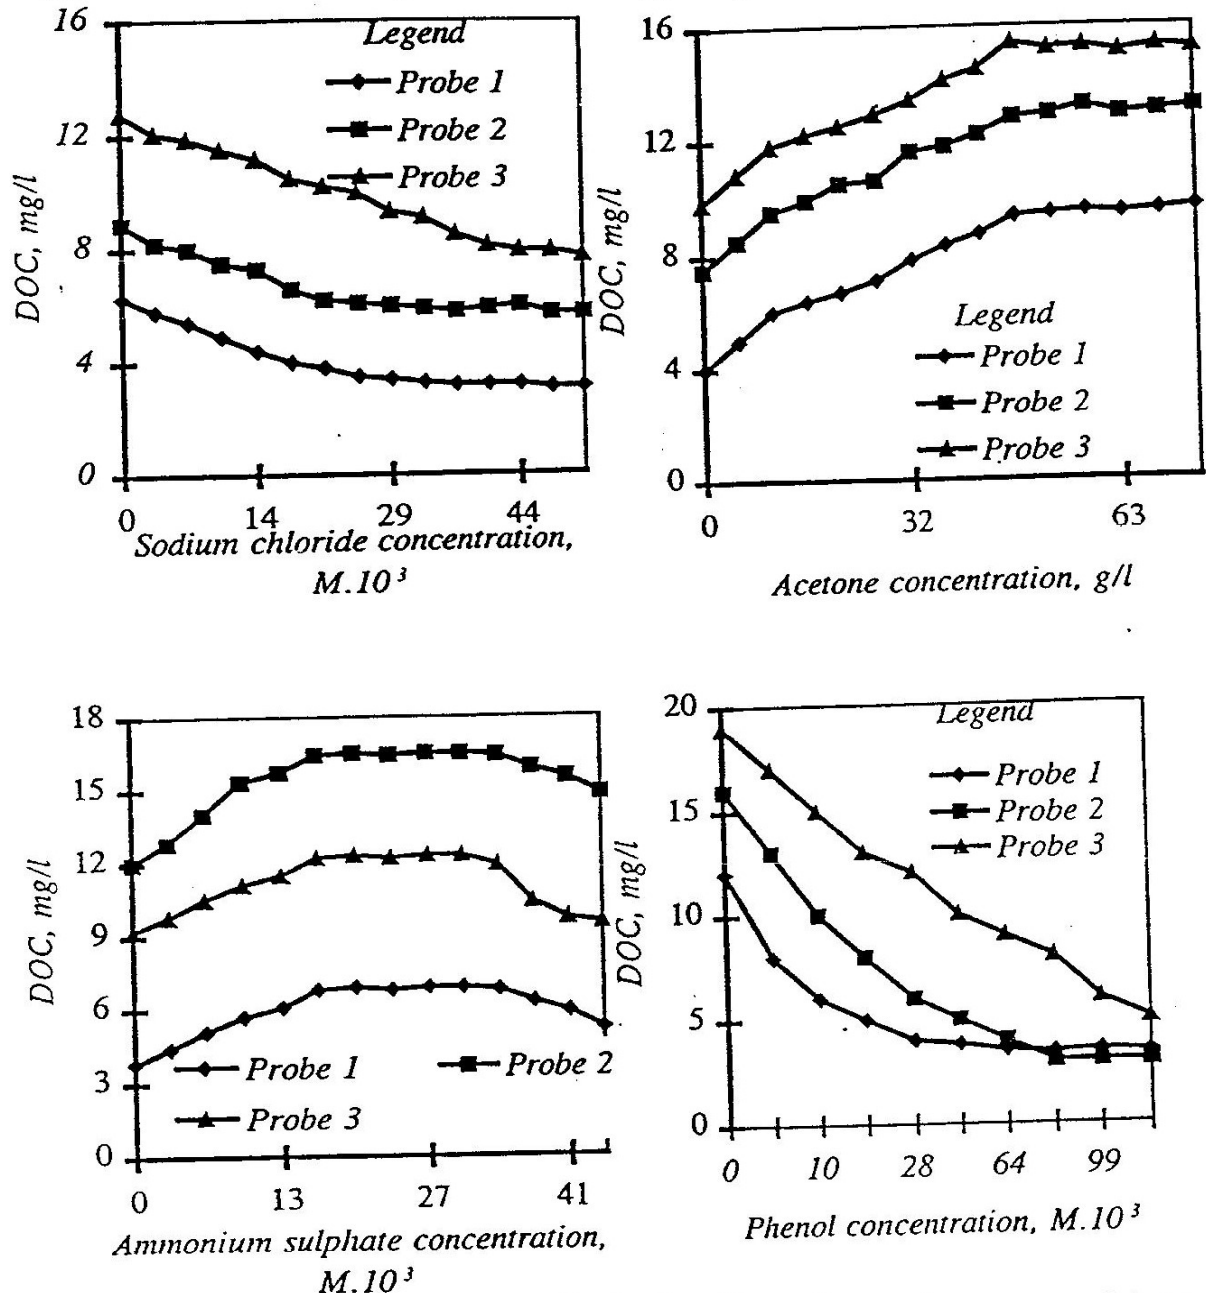 16
12
8
4
0
DOC, mg/l
Legend
Probe 1
Probe 2
Probe 3
0 14 29 44
Sodium chloride concentration,
M.10³
16
12
8
4
0
DOC, mg/l
Legend
Probe 1
Probe 2
Probe 3
0 32 63
Acetone concentration, g/l
18
15
12
9
6
3
0
DOC, mg/l
Probe 1 Probe 2
Probe 3
0 13 27 41
Ammonium sulphate concentration,
M.10³
20
15
10
5
0
DOC, mg/l
Legend
Probe 1
Probe 2
Probe 3
0 10 28 64 99
Phenol concentration, M.10³